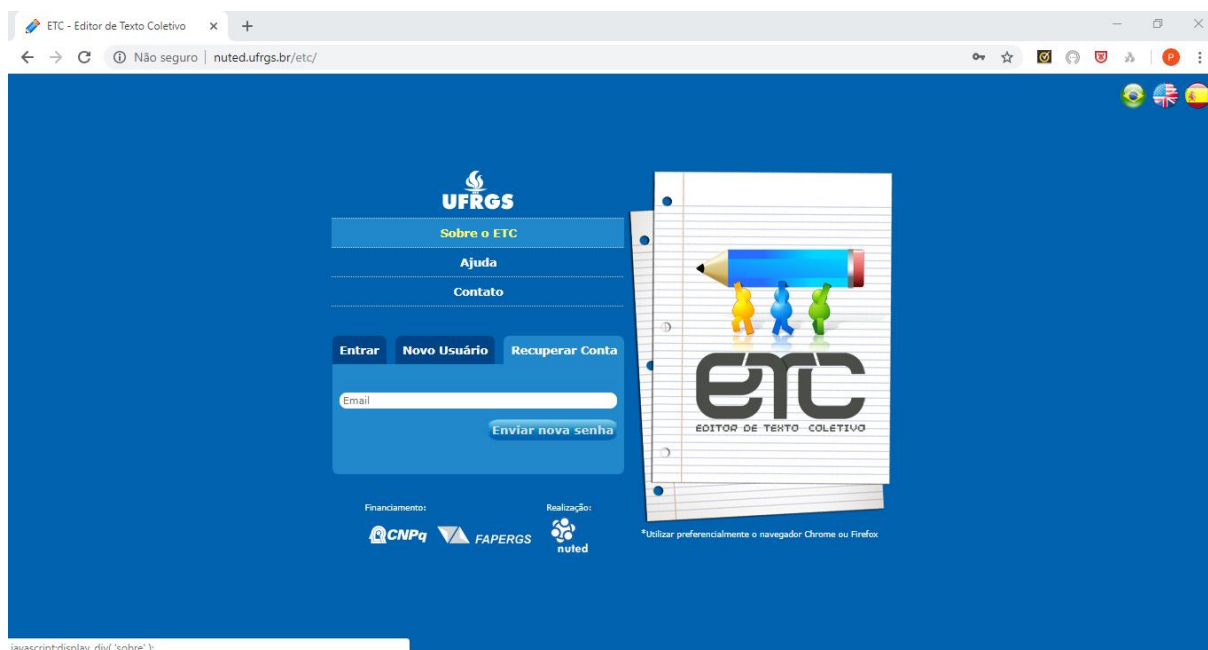 ETC - Editor de Texto Coletivo
Não seguro | nuted.ufrgs.br/etc/
P
UFRGS
Sobre o ETC
Ajuda
Contato
Entrar Novo Usuário Recuperar Conta
Email
Enviar nova senha
Financiamento: Realização:
CNPq FAPERGS nuted
ETC
EDITOR DE TEXTO COLETIVO
*Utilizar preferencialmente o navegador Chrome ou Firefox
javascript:display_div( 'sobre' );